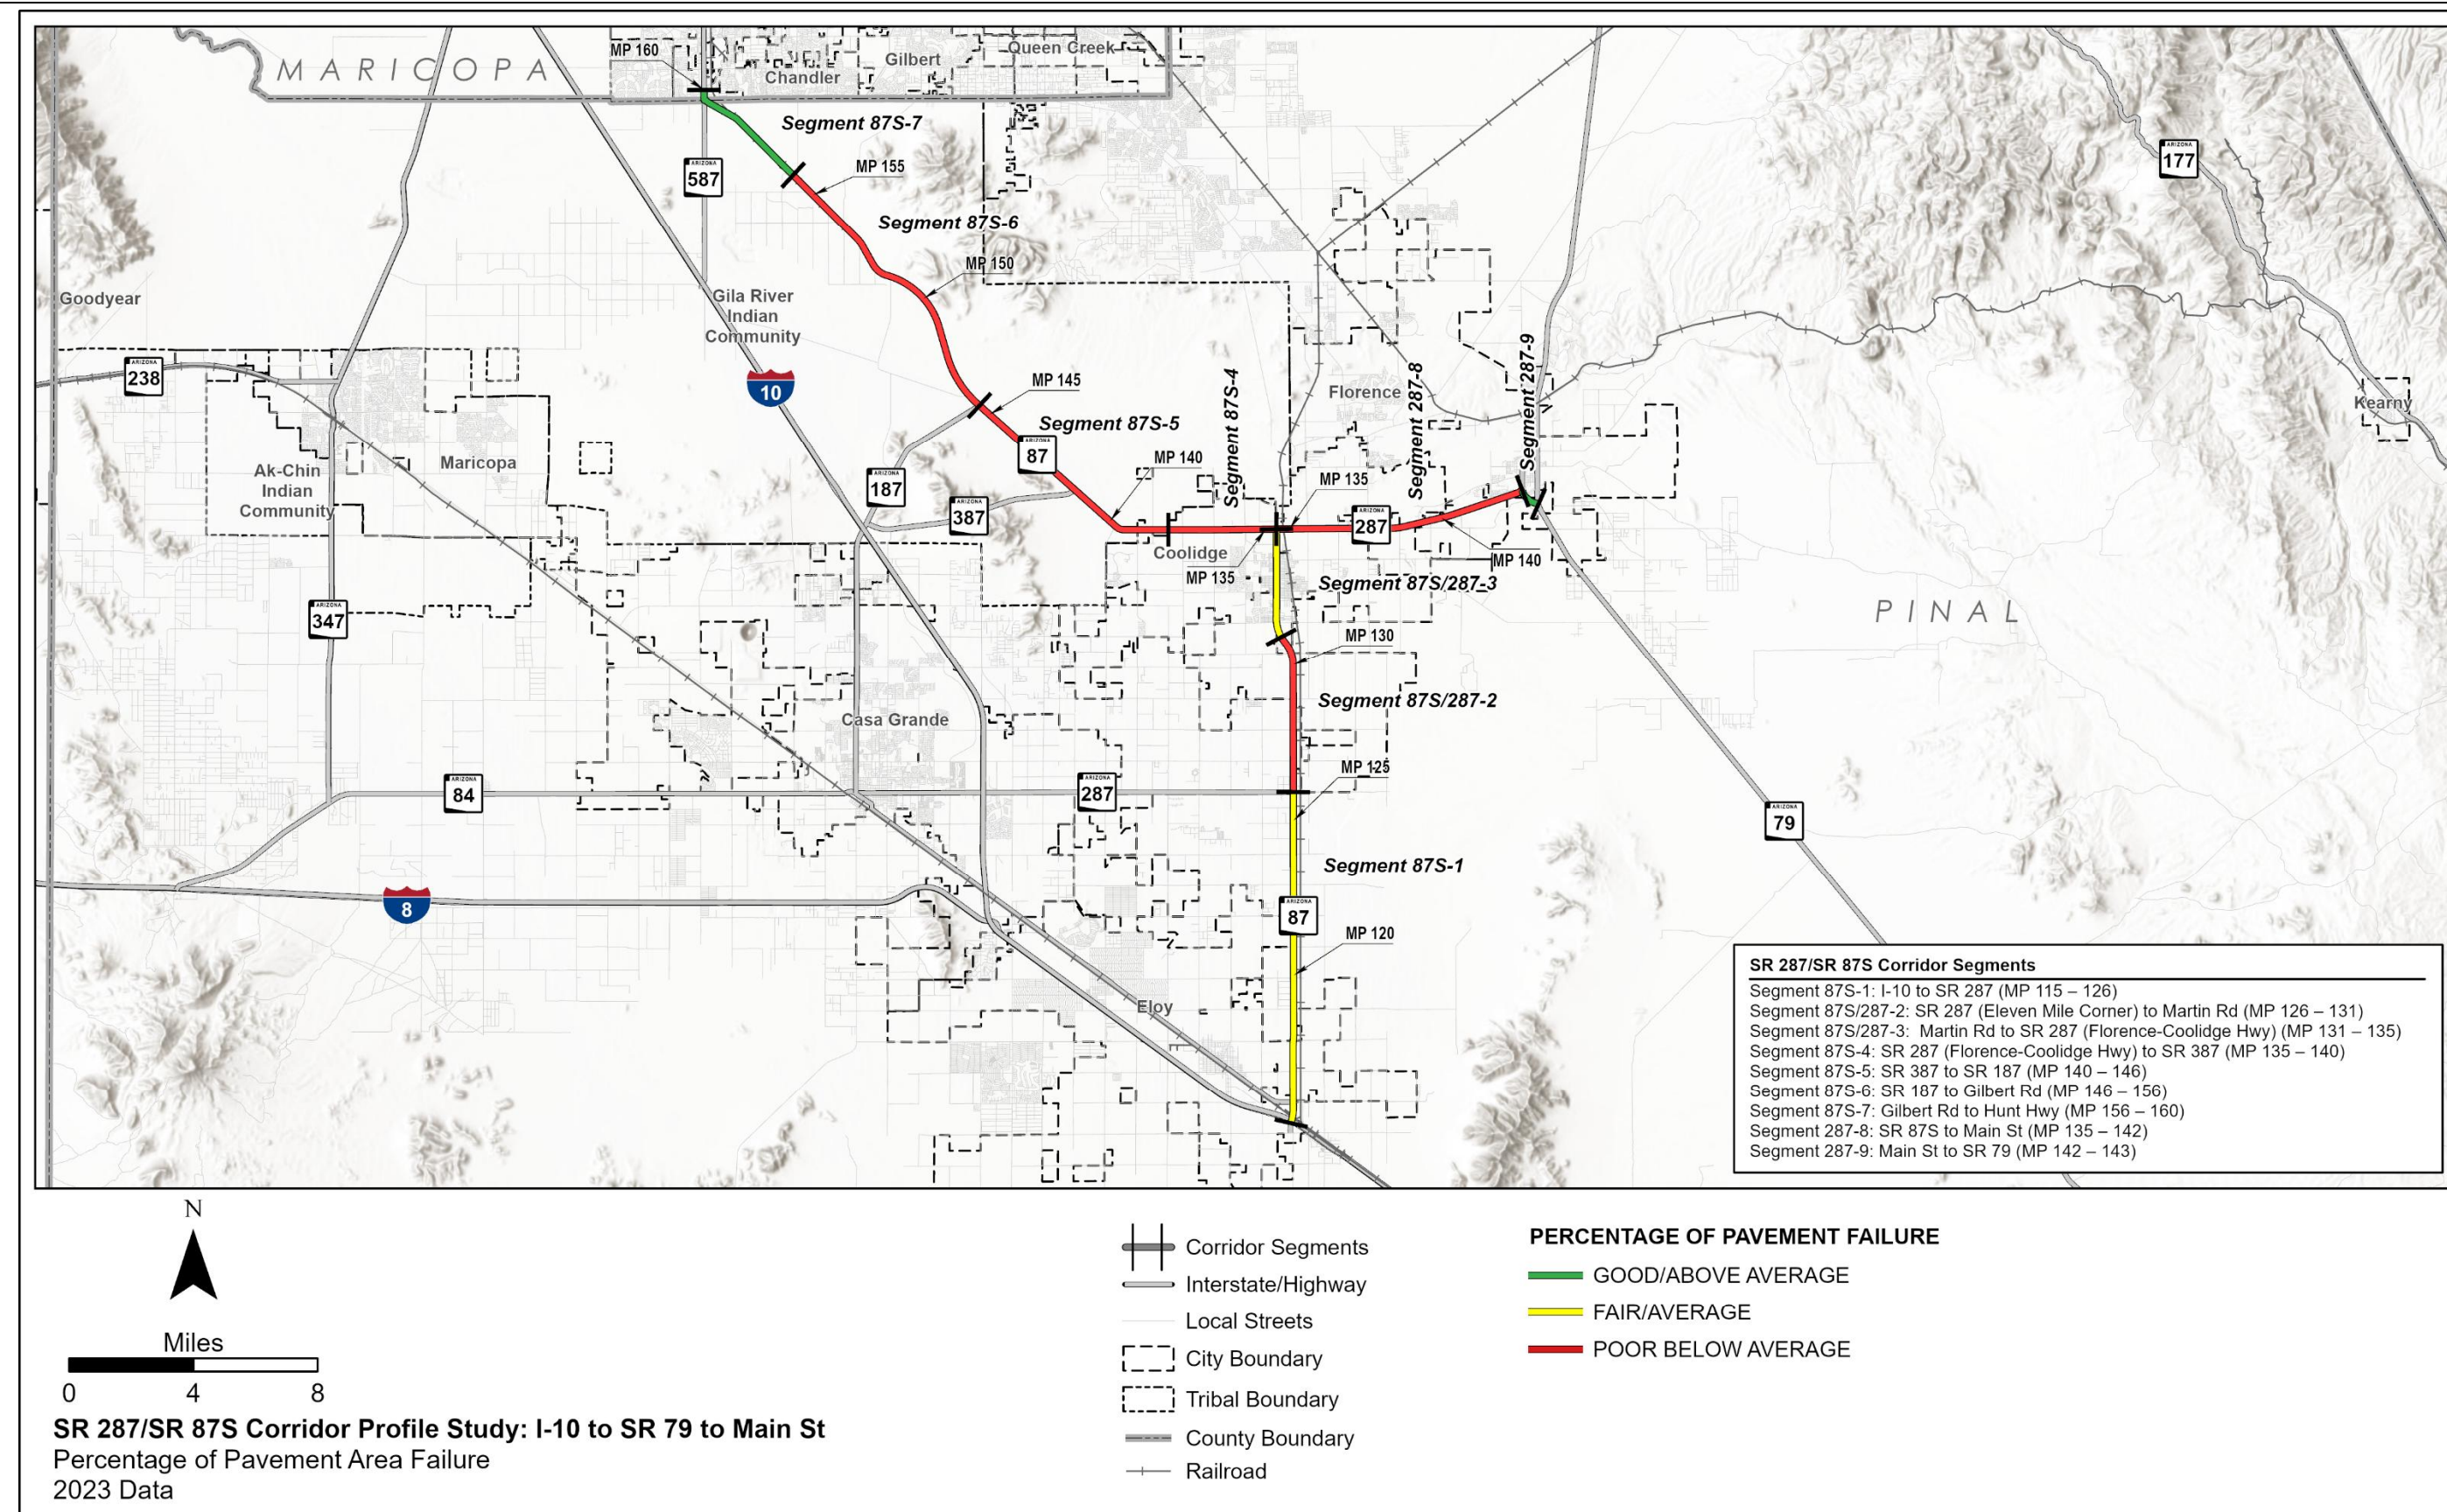 MARICOPA
MP 160
Chandler
Gilbert
Queen Creek
Segment 87S-7
ARIZONA
587
MP 155
ARIZONA
177
Segment 87S-6
MP 150
Goodyear
Gila River
Indian
Community
ARIZONA
238
10
MP 145
Segment 87S-5
Segment 87S-4
Florence
Segment 287-8
Segment 287-9
Kearny
ARIZONA
87
Ak-Chin
Indian
Community
Maricopa
ARIZONA
187
ARIZONA
387
MP 140
MP 135
ARIZONA
287
MP 140
Coolidge
MP 135
Segment 87S/287-3
PINAL
ARIZONA
347
MP 130
Segment 87S/287-2
Casa Grande
MP 125
ARIZONA
84
ARIZONA
287
ARIZONA
79
Segment 87S-1
8
ARIZONA
87
MP 120
Eloy
SR 287/SR 87S Corridor Segments
Segment 87S-1: I-10 to SR 287 (MP 115 – 126)
Segment 87S/287-2: SR 287 (Eleven Mile Corner) to Martin Rd (MP 126 – 131)
Segment 87S/287-3:  Martin Rd to SR 287 (Florence-Coolidge Hwy) (MP 131 – 135)
Segment 87S-4: SR 287 (Florence-Coolidge Hwy) to SR 387 (MP 135 – 140)
Segment 87S-5: SR 387 to SR 187 (MP 140 – 146)
Segment 87S-6: SR 187 to Gilbert Rd (MP 146 – 156)
Segment 87S-7: Gilbert Rd to Hunt Hwy (MP 156 – 160)
Segment 287-8: SR 87S to Main St (MP 135 – 142)
Segment 287-9: Main St to SR 79 (MP 142 – 143)
N
Miles
0 4 8
SR 287/SR 87S Corridor Profile Study: I-10 to SR 79 to Main St
Percentage of Pavement Area Failure
2023 Data
Corridor Segments
Interstate/Highway
Local Streets
City Boundary
Tribal Boundary
County Boundary
Railroad
PERCENTAGE OF PAVEMENT FAILURE
GOOD/ABOVE AVERAGE
FAIR/AVERAGE
POOR BELOW AVERAGE